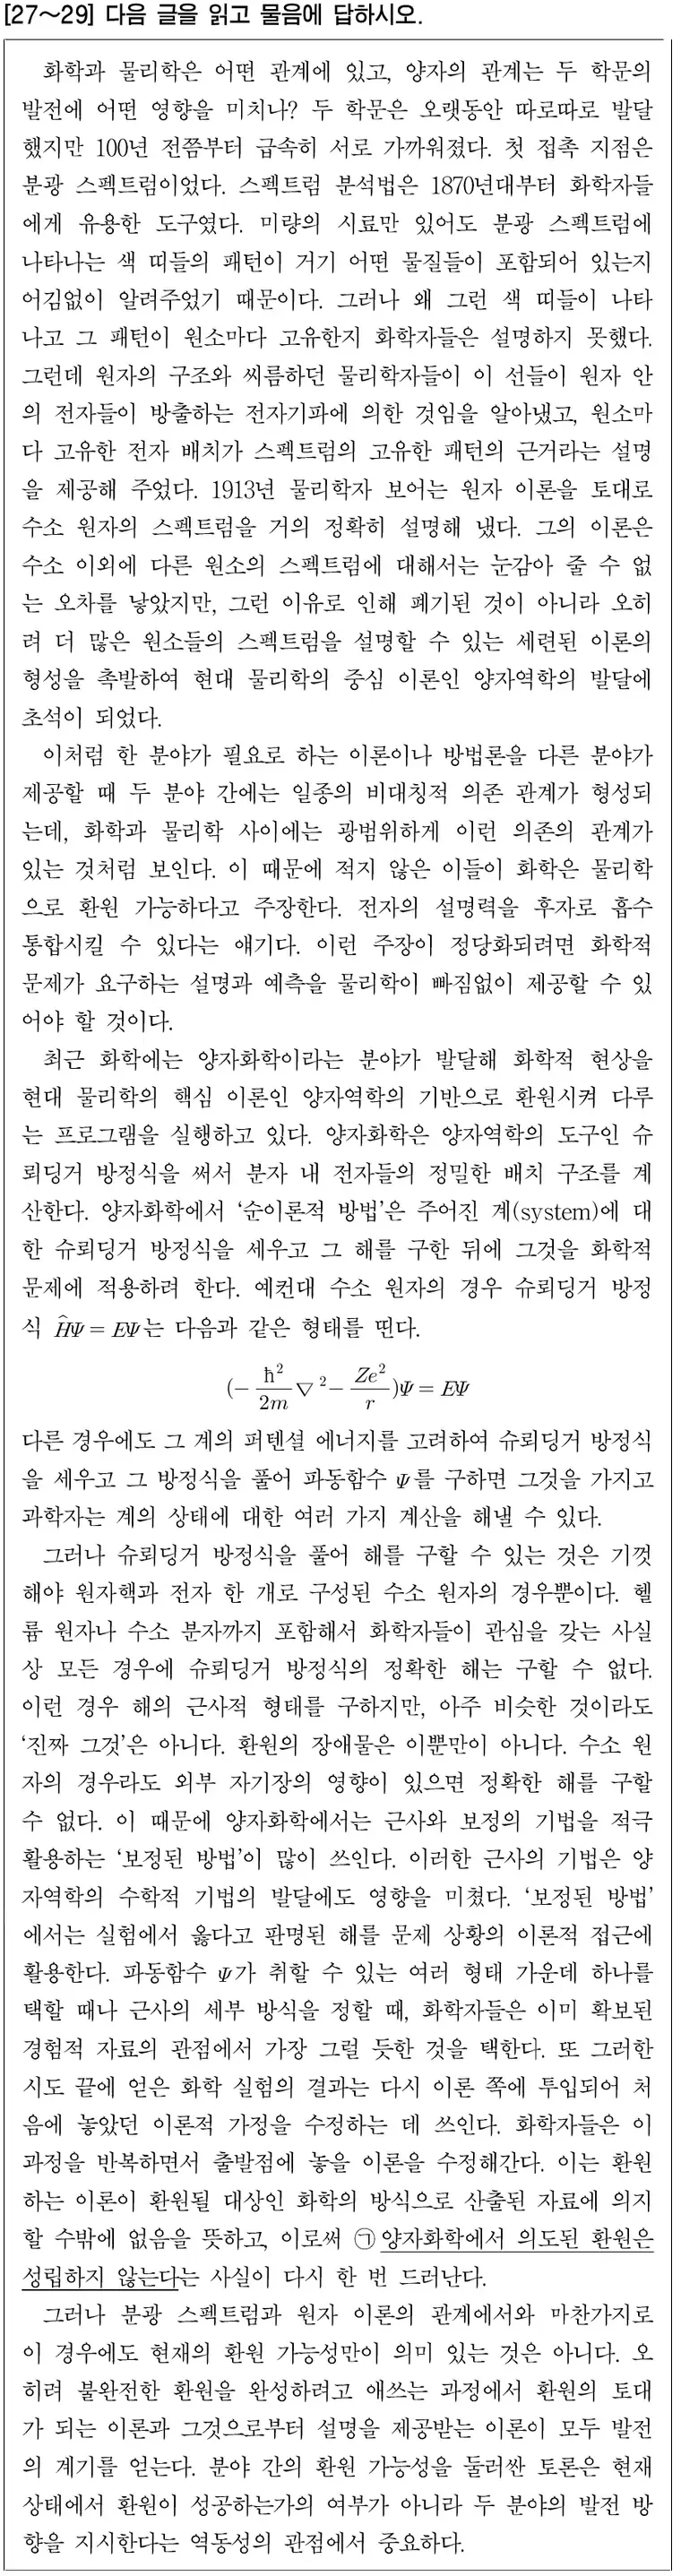 [27～29] 다음 글을 읽고 물음에 답하시오.
화학과 물리학은 어떤 관계에 있고, 양자의 관계는 두 학문의
발전에 어떤 영향을 미치나? 두 학문은 오랫동안 따로따로 발달
했지만 100년 전쯤부터 급속히 서로 가까워졌다. 첫 접촉 지점은
분광 스펙트럼이었다. 스펙트럼 분석법은 1870년대부터 화학자들
에게 유용한 도구였다. 미량의 시료만 있어도 분광 스펙트럼에
나타나는 색 띠들의 패턴이 거기 어떤 물질들이 포함되어 있는지
어김없이 알려주었기 때문이다. 그러나 왜 그런 색 띠들이 나타
나고 그 패턴이 원소마다 고유한지 화학자들은 설명하지 못했다.
그런데 원자의 구조와 씨름하던 물리학자들이 이 선들이 원자 안
의 전자들이 방출하는 전자기파에 의한 것임을 알아냈고, 원소마
다 고유한 전자 배치가 스펙트럼의 고유한 패턴의 근거라는 설명
을 제공해 주었다. 1913년 물리학자 보어는 원자 이론을 토대로
수소 원자의 스펙트럼을 거의 정확히 설명해 냈다. 그의 이론은
수소 이외에 다른 원소의 스펙트럼에 대해서는 눈감아 줄 수 없
는 오차를 낳았지만, 그런 이유로 인해 폐기된 것이 아니라 오히
려 더 많은 원소들의 스펙트럼을 설명할 수 있는 세련된 이론의
형성을 촉발하여 현대 물리학의 중심 이론인 양자역학의 발달에
초석이 되었다.
이처럼 한 분야가 필요로 하는 이론이나 방법론을 다른 분야가
제공할 때 두 분야 간에는 일종의 비대칭적 의존 관계가 형성되
는데, 화학과 물리학 사이에는 광범위하게 이런 의존의 관계가
있는 것처럼 보인다. 이 때문에 적지 않은 이들이 화학은 물리학
으로 환원 가능하다고 주장한다. 전자의 설명력을 후자로 흡수
통합시킬 수 있다는 얘기다. 이런 주장이 정당화되려면 화학적
문제가 요구하는 설명과 예측을 물리학이 빠짐없이 제공할 수 있
어야 할 것이다.
최근 화학에는 양자화학이라는 분야가 발달해 화학적 현상을
현대 물리학의 핵심 이론인 양자역학의 기반으로 환원시켜 다루
는 프로그램을 실행하고 있다. 양자화학은 양자역학의 도구인 슈
뢰딩거 방정식을 써서 분자 내 전자들의 정밀한 배치 구조를 계
산한다. 양자화학에서 ‘순이론적 방법’은 주어진 계(system)에 대
한 슈뢰딩거 방정식을 세우고 그 해를 구한 뒤에 그것을 화학적
문제에 적용하려 한다. 예컨대 수소 원자의 경우 슈뢰딩거 방정
식 ĤΨ = EΨ는 다음과 같은 형태를 띤다.
(− ħ²/2m ∇² − Ze²/r)Ψ = EΨ
다른 경우에도 그 계의 퍼텐셜 에너지를 고려하여 슈뢰딩거 방정식
을 세우고 그 방정식을 풀어 파동함수 Ψ를 구하면 그것을 가지고
과학자는 계의 상태에 대한 여러 가지 계산을 해낼 수 있다.
그러나 슈뢰딩거 방정식을 풀어 해를 구할 수 있는 것은 기껏
해야 원자핵과 전자 한 개로 구성된 수소 원자의 경우뿐이다. 헬
륨 원자나 수소 분자까지 포함해서 화학자들이 관심을 갖는 사실
상 모든 경우에 슈뢰딩거 방정식의 정확한 해는 구할 수 없다.
이런 경우 해의 근사적 형태를 구하지만, 아주 비슷한 것이라도
‘진짜 그것’은 아니다. 환원의 장애물은 이뿐만이 아니다. 수소 원
자의 경우라도 외부 자기장의 영향이 있으면 정확한 해를 구할
수 없다. 이 때문에 양자화학에서는 근사와 보정의 기법을 적극
활용하는 ‘보정된 방법’이 많이 쓰인다. 이러한 근사의 기법은 양
자역학의 수학적 기법의 발달에도 영향을 미쳤다. ‘보정된 방법’
에서는 실험에서 옳다고 판명된 해를 문제 상황의 이론적 접근에
활용한다. 파동함수 Ψ가 취할 수 있는 여러 형태 가운데 하나를
택할 때나 근사의 세부 방식을 정할 때, 화학자들은 이미 확보된
경험적 자료의 관점에서 가장 그럴 듯한 것을 택한다. 또 그러한
시도 끝에 얻은 화학 실험의 결과는 다시 이론 쪽에 투입되어 처
음에 놓았던 이론적 가정을 수정하는 데 쓰인다. 화학자들은 이
과정을 반복하면서 출발점에 놓을 이론을 수정해간다. 이는 환원
하는 이론이 환원될 대상인 화학의 방식으로 산출된 자료에 의지
할 수밖에 없음을 뜻하고, 이로써 ㉠양자화학에서 의도된 환원은
성립하지 않는다는 사실이 다시 한 번 드러난다.
그러나 분광 스펙트럼과 원자 이론의 관계에서와 마찬가지로
이 경우에도 현재의 환원 가능성만이 의미 있는 것은 아니다. 오
히려 불완전한 환원을 완성하려고 애쓰는 과정에서 환원의 토대
가 되는 이론과 그것으로부터 설명을 제공받는 이론이 모두 발전
의 계기를 얻는다. 분야 간의 환원 가능성을 둘러싼 토론은 현재
상태에서 환원이 성공하는가의 여부가 아니라 두 분야의 발전 방
향을 지시한다는 역동성의 관점에서 중요하다.